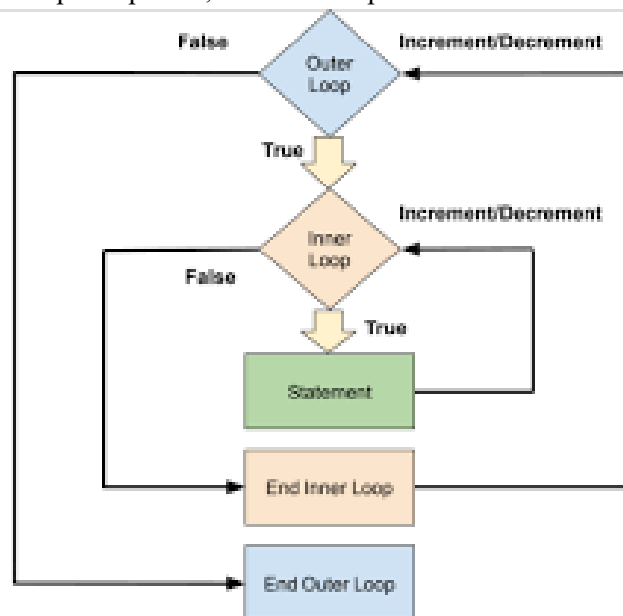 False
Increment/Decrement
Outer
Loop
True
Increment/Decrement
Inner
Loop
False
True
Statement
End Inner Loop
End Outer Loop